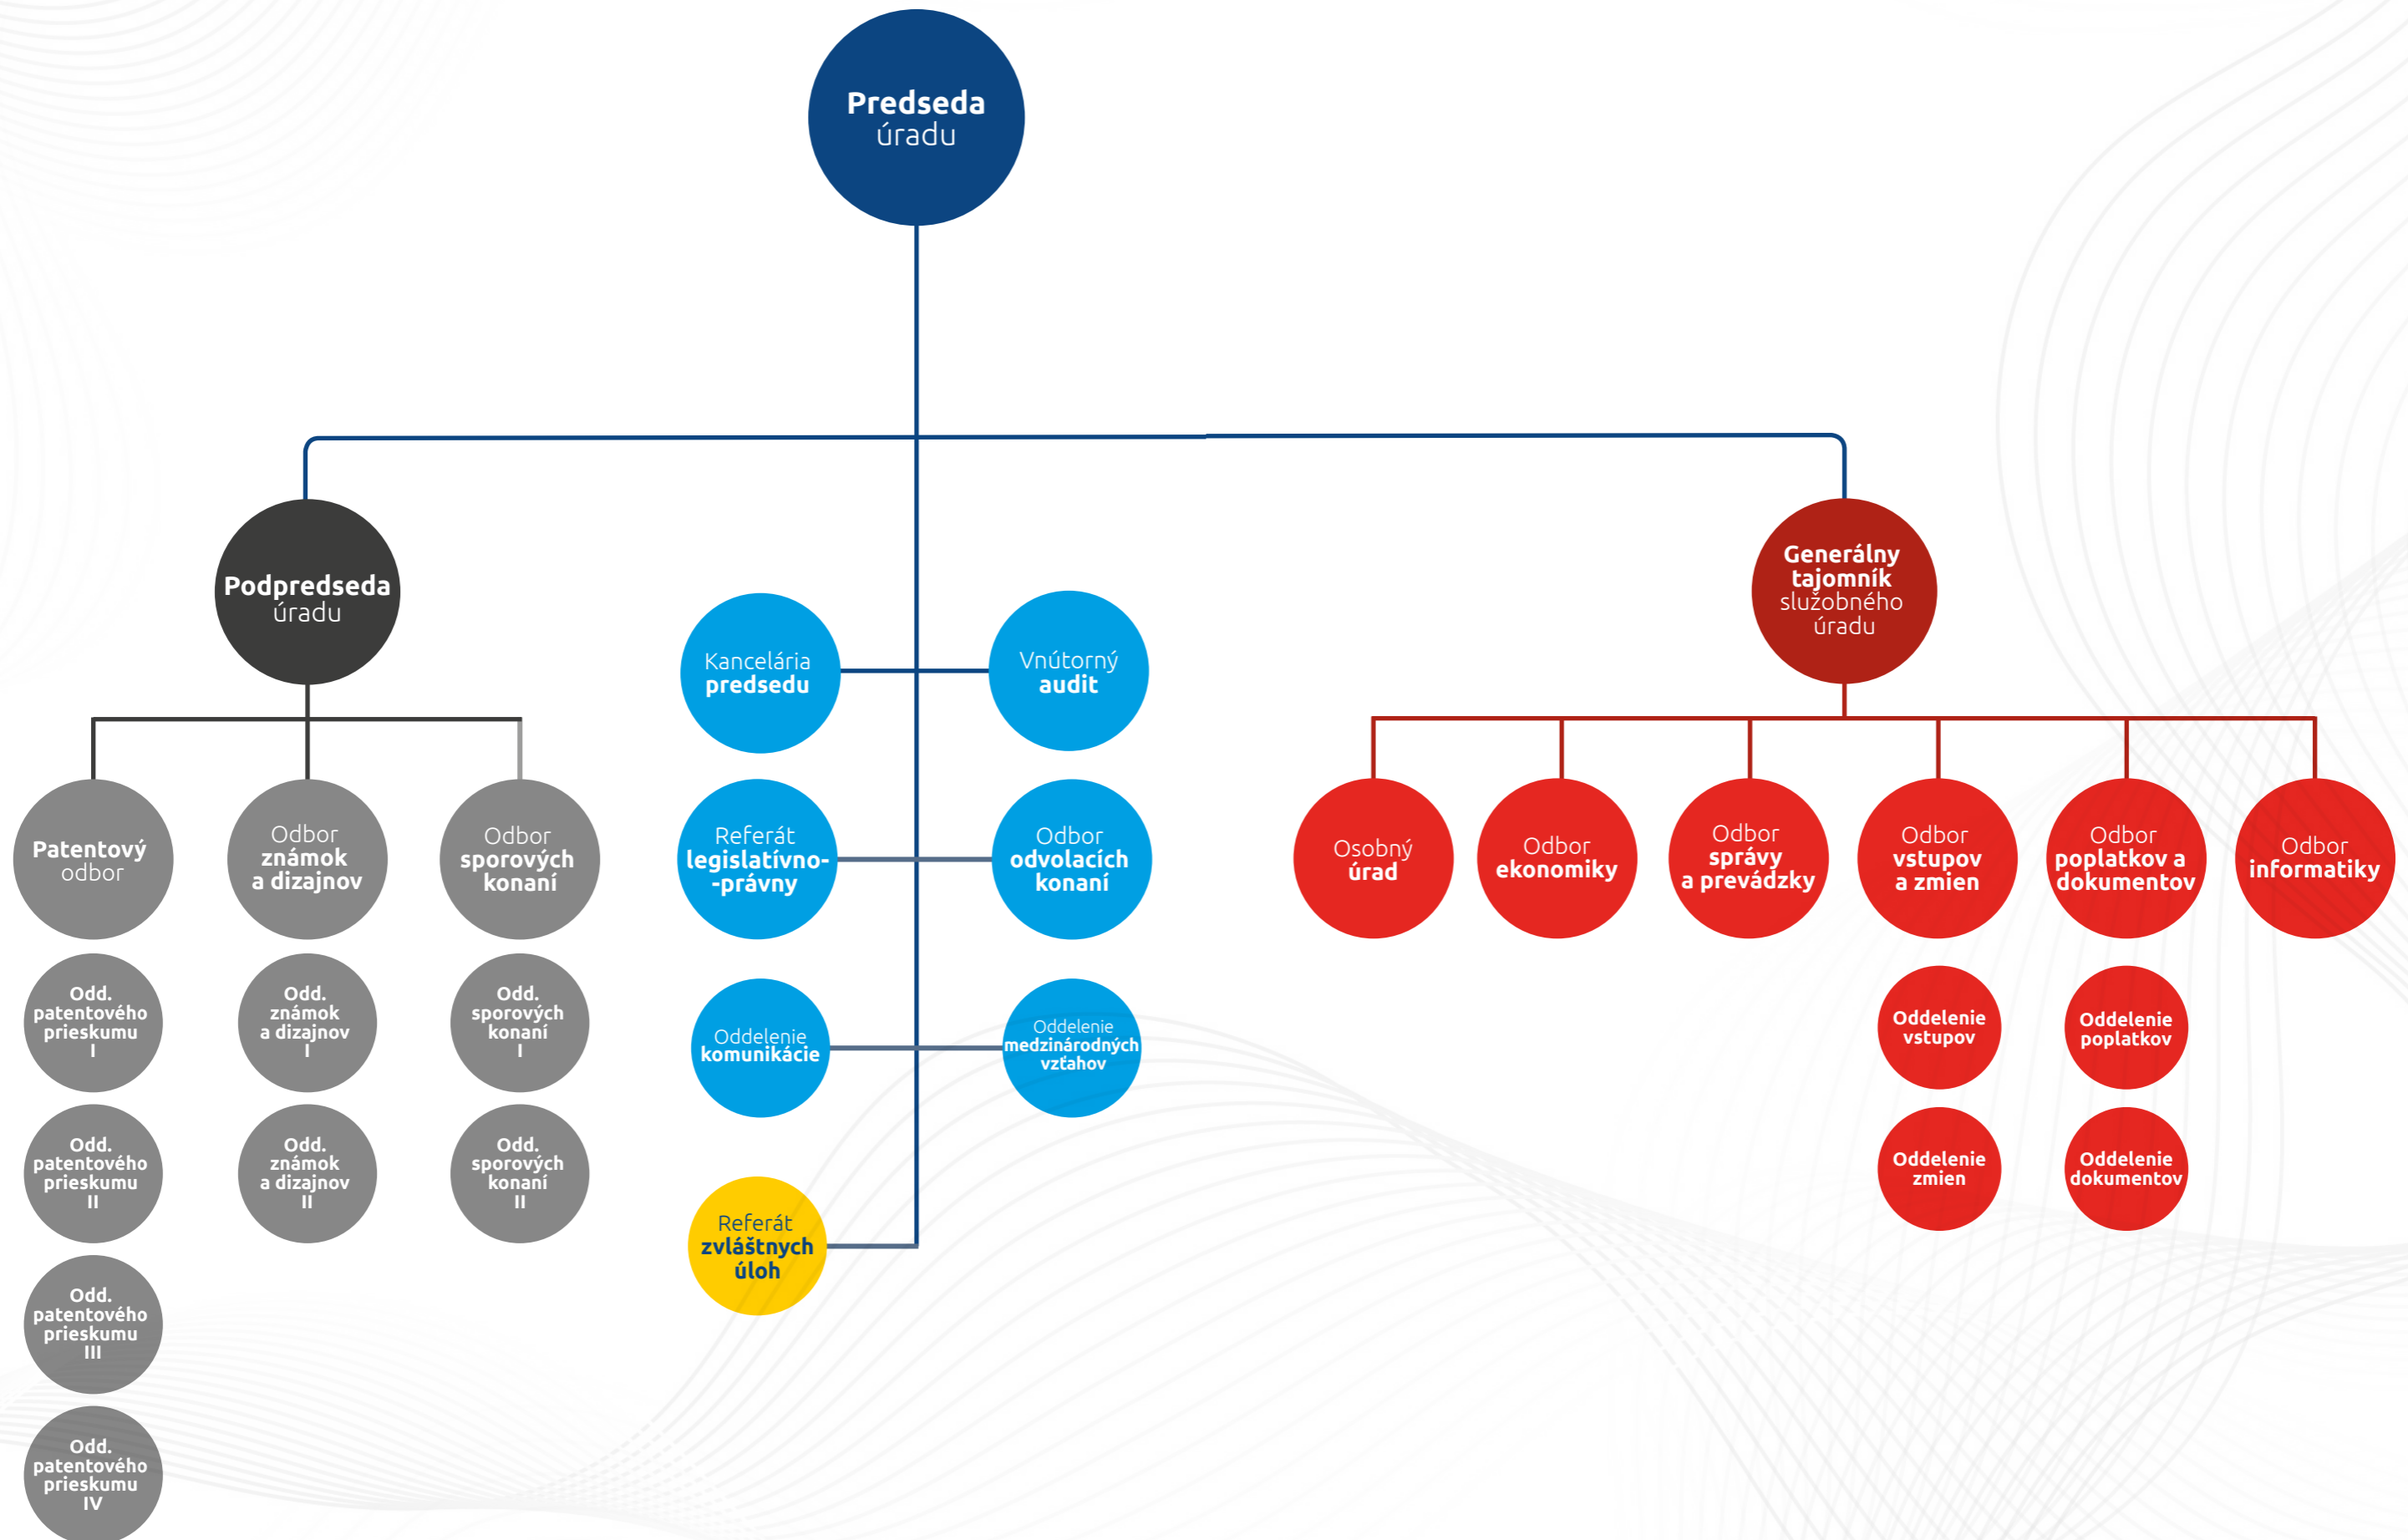 Predseda
úradu
Podpredseda
úradu
Generálny
tajomník
služobného
úradu
Kancelária
predsedu
Vnútorný
audit
Patentový
odbor
Odbor
známok
a dizajnov
Odbor
sporových
konaní
Referát
legislatívno-
-právny
Odbor
odvolacích
konaní
Osobný
úrad
Odbor
ekonomiky
Odbor
správy
a prevádzky
Odbor
vstupov
a zmien
Odbor
poplatkov a
dokumentov
Odbor
informatiky
Odd.
patentového
prieskumu
I
Odd.
známok
a dizajnov
I
Odd.
sporových
konaní
I
Oddelenie
komunikácie
Oddelenie
medzinárodných
vzťahov
Oddelenie
vstupov
Oddelenie
poplatkov
Odd.
patentového
prieskumu
II
Odd.
známok
a dizajnov
II
Odd.
sporových
konaní
II
Oddelenie
zmien
Oddelenie
dokumentov
Referát
zvláštnych
úloh
Odd.
patentového
prieskumu
III
Odd.
patentového
prieskumu
IV